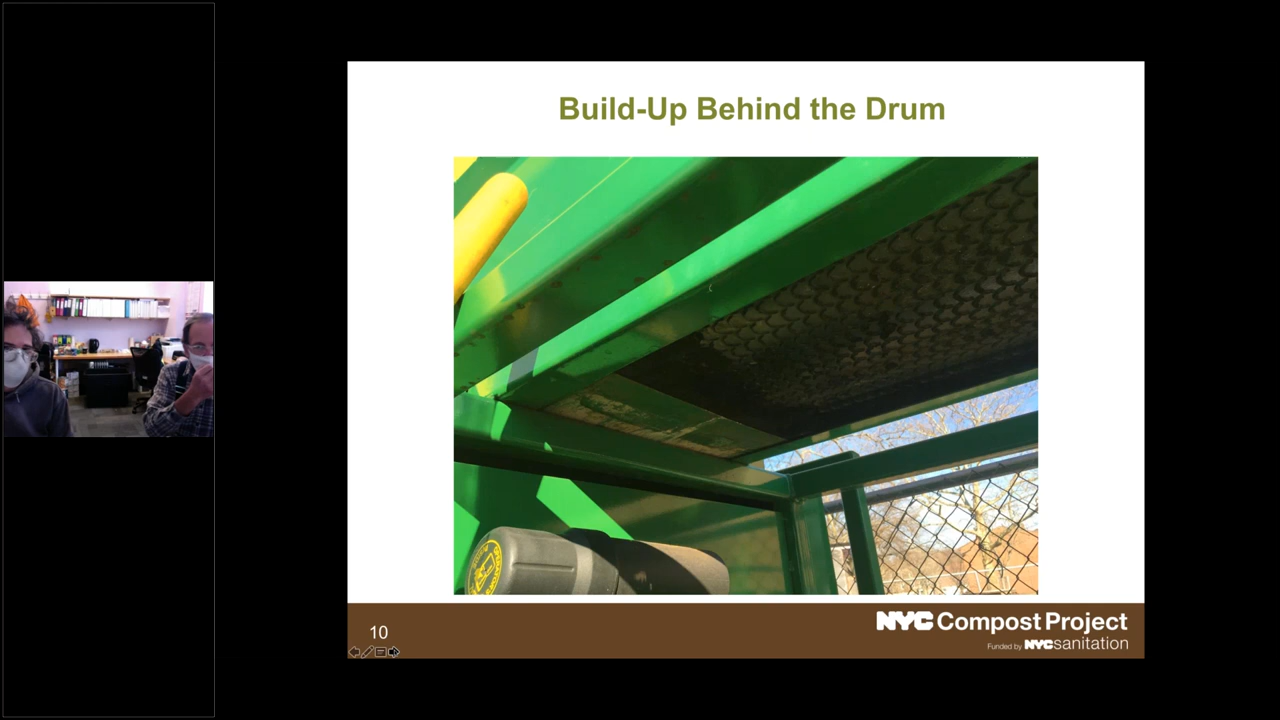 Build-Up Behind the Drum
10
NYC Compost Project
Funded by NYC sanitation